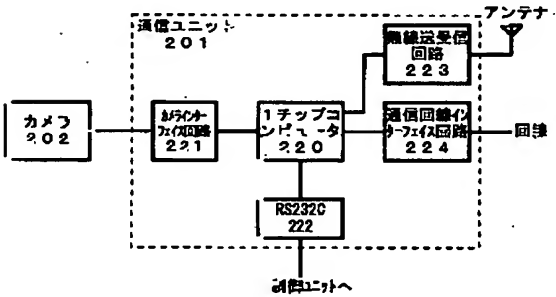 アンテナ
通信ユニット
201
無線送受信
回路
223
カメラ
202
カメラインター
フェイス回路
221
1チップコ
ンピュータ
220
通信回線イン
ターフェイス回路
224
回線
RS232C
222
制御ユニットへ